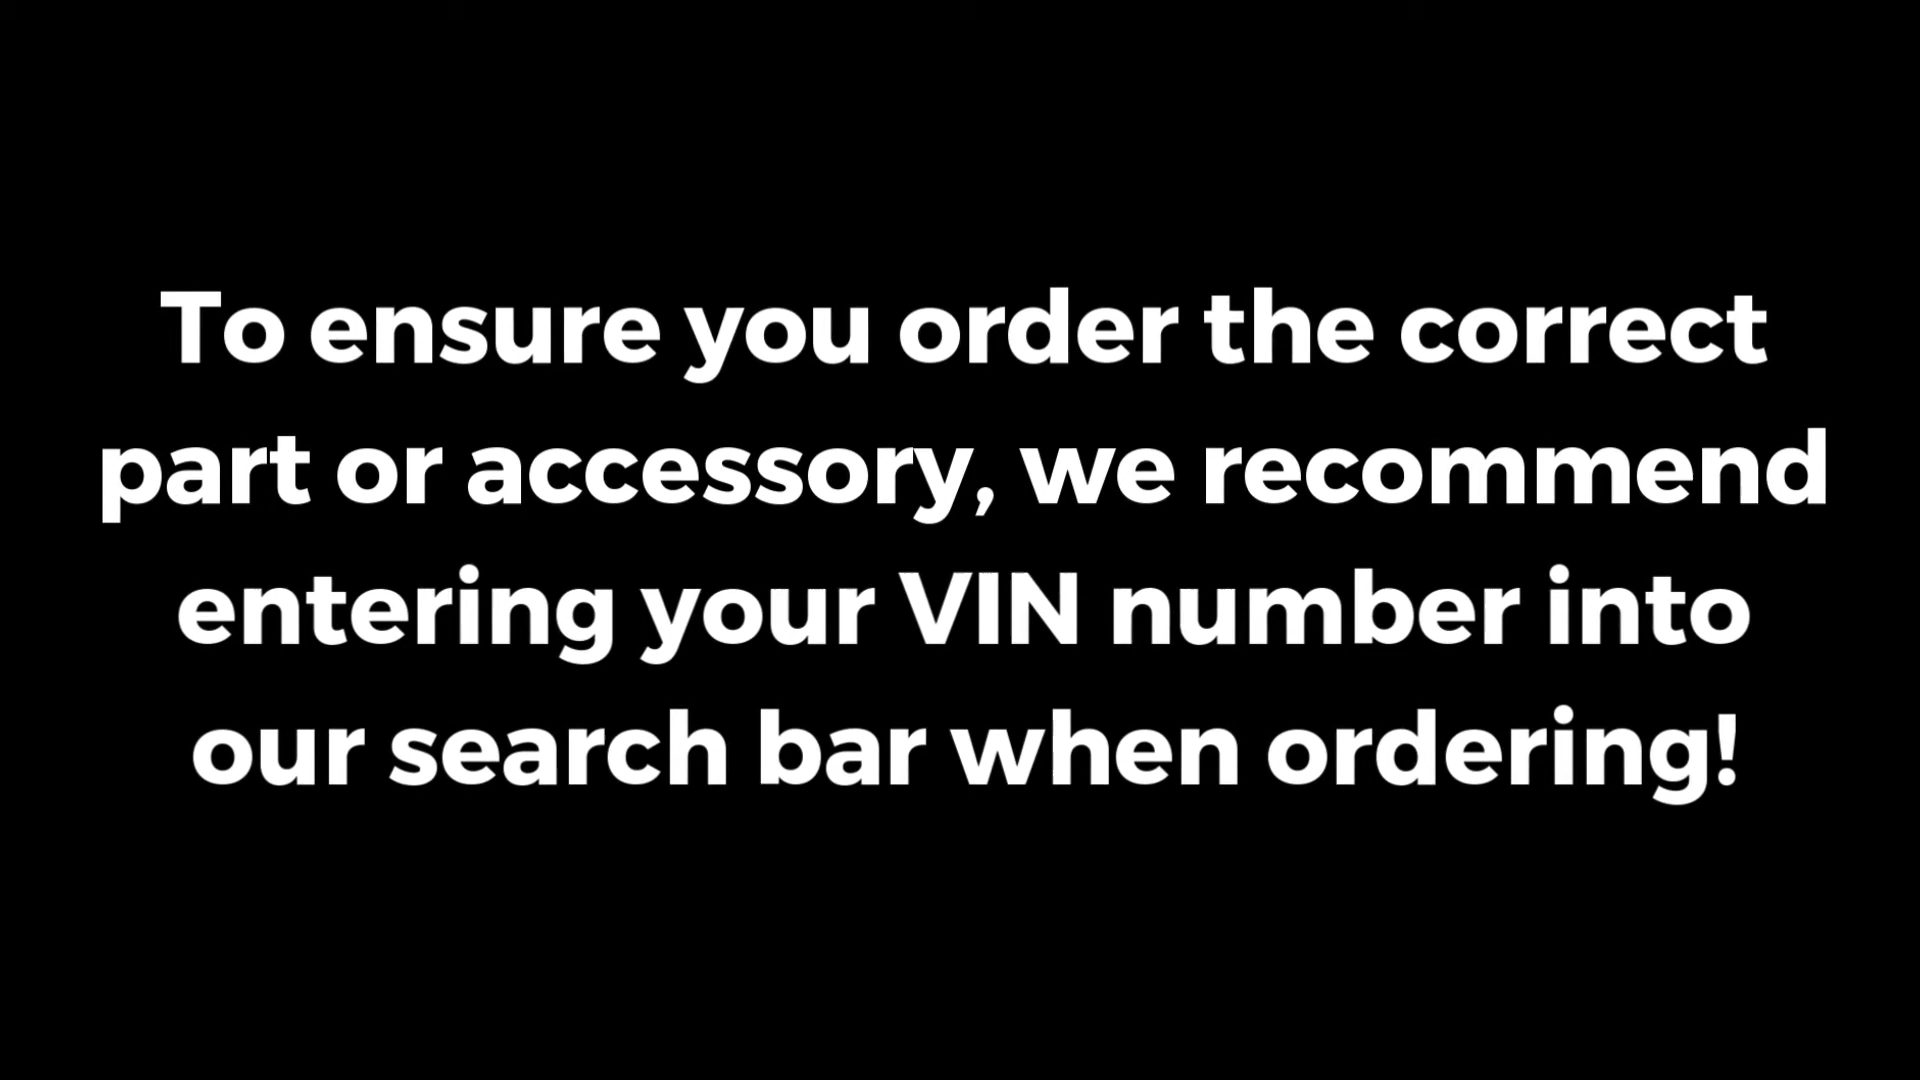 To ensure you order the correct
part or accessory, we recommend
entering your VIN number into
our search bar when ordering!